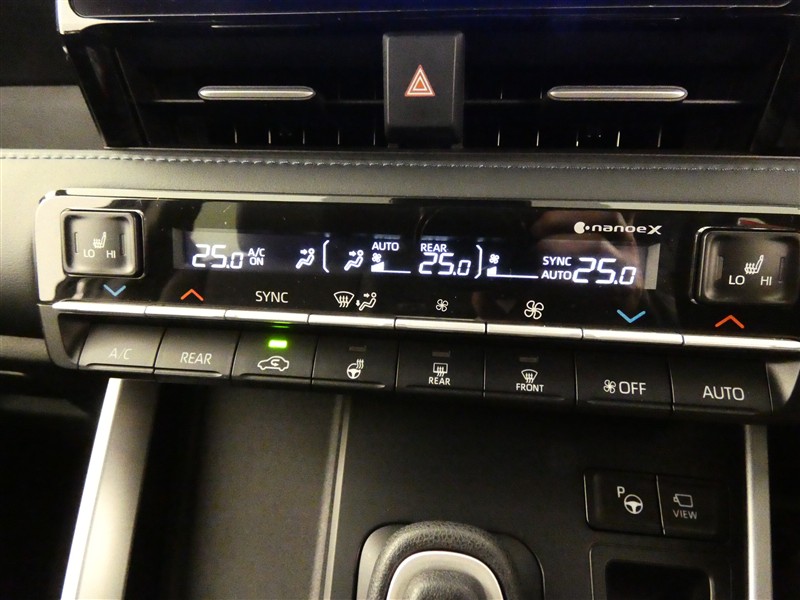 nanoeX
LO HI
25.0 A/C ON
AUTO
REAR
25.0
SYNC
AUTO 25.0
LO HI
SYNC
A/C
REAR
REAR
FRONT
OFF
AUTO
P
VIEW